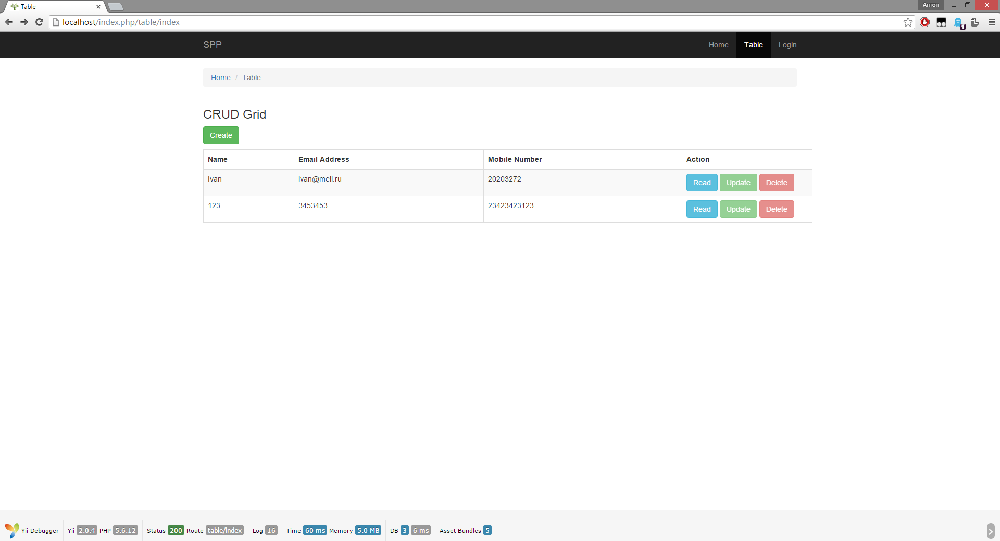 Table
Антон
localhost/index.php/table/index
1
SPP Home Table Login
Home / Table
CRUD Grid
Create
Name Email Address Mobile Number Action
Ivan ivan@meil.ru 20203272 Read Update Delete
123 3453453 23423423123 Read Update Delete
Yii Debugger Yii 2.0.4 PHP 5.6.12 Status 200 Route table/index Log 16 Time 60 ms Memory 5.0 MB DB 3 6 ms Asset Bundles 5